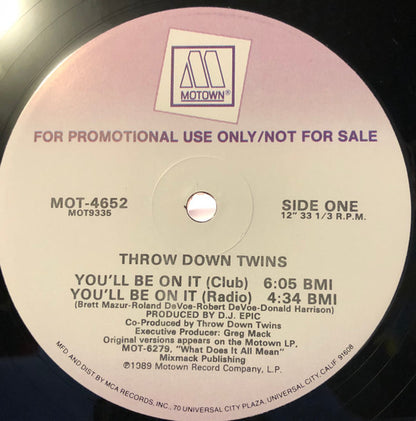 MOTOWN®
FOR PROMOTIONAL USE ONLY/NOT FOR SALE
MOT-4652
MOT9335
SIDE ONE
12" 33 1/3 R.P.M.
THROW DOWN TWINS
YOU'LL BE ON IT (Club) 6:05 BMI
YOU'LL BE ON IT (Radio) 4:34 BMI
(Brett Mazur-Roland DeVoe-Robert DeVoe-Donald Harrison)
PRODUCED BY D.J. EPIC
Co-Produced by Throw Down Twins
Executive Producer: Greg Mack
Original versions appears on the Motown LP,
MOT-6279, "What Does It All Mean"
Mixmack Publishing
℗©1989 Motown Record Company, L.P.
MFD. AND DIST BY MCA RECORDS, INC., 70 UNIVERSAL CITY PLAZA, UNIVERSAL CITY, CALIF. 91608